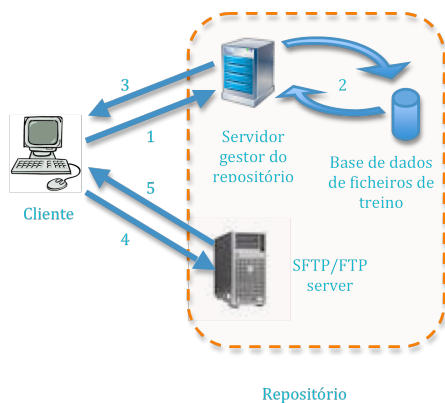 3
2
1
Servidor
gestor do
repositório
Base de dados
de ficheiros de
treino
Cliente
5
4
SFTP/FTP
server
Repositório